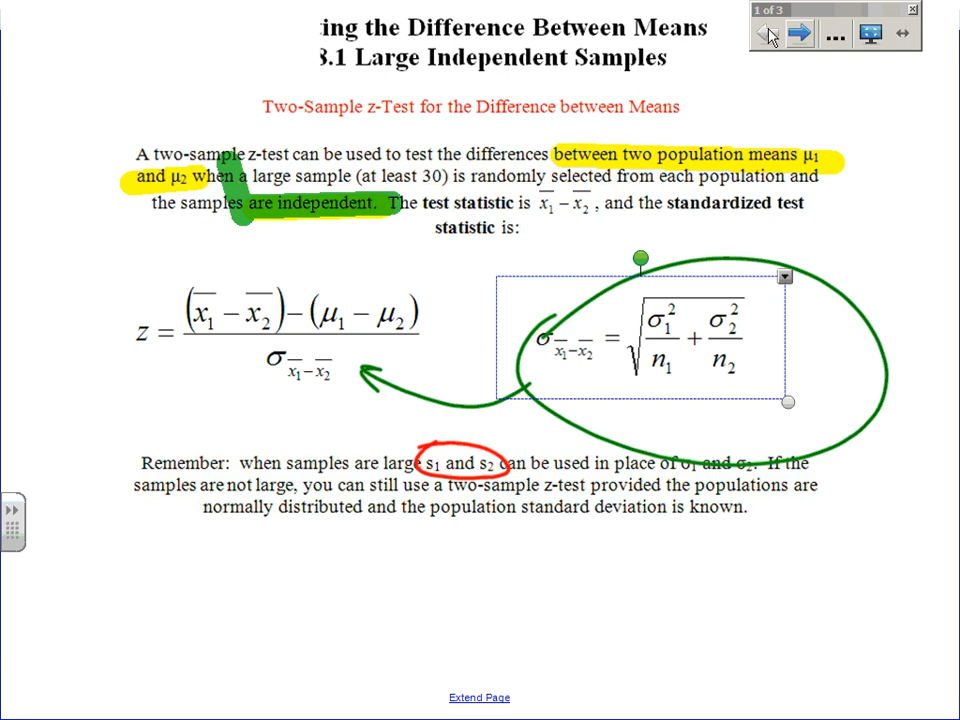 ing the Difference Between Means
8.1 Large Independent Samples
1 of 3
Two-Sample z-Test for the Difference between Means
A two-sample z-test can be used to test the differences between two population means μ₁
and μ₂ when a large sample (at least 30) is randomly selected from each population and
the samples are independent. The test statistic is x̄₁ − x̄₂, and the standardized test
statistic is:
z = ((x̄₁ − x̄₂) − (μ₁ − μ₂)) / σ_(x̄₁ − x̄₂)
σ_(x̄₁ − x̄₂) = √(σ₁²/n₁ + σ₂²/n₂)
Remember: when samples are large s₁ and s₂ can be used in place of σ₁ and σ₂. If the
samples are not large, you can still use a two-sample z-test provided the populations are
normally distributed and the population standard deviation is known.
Extend Page